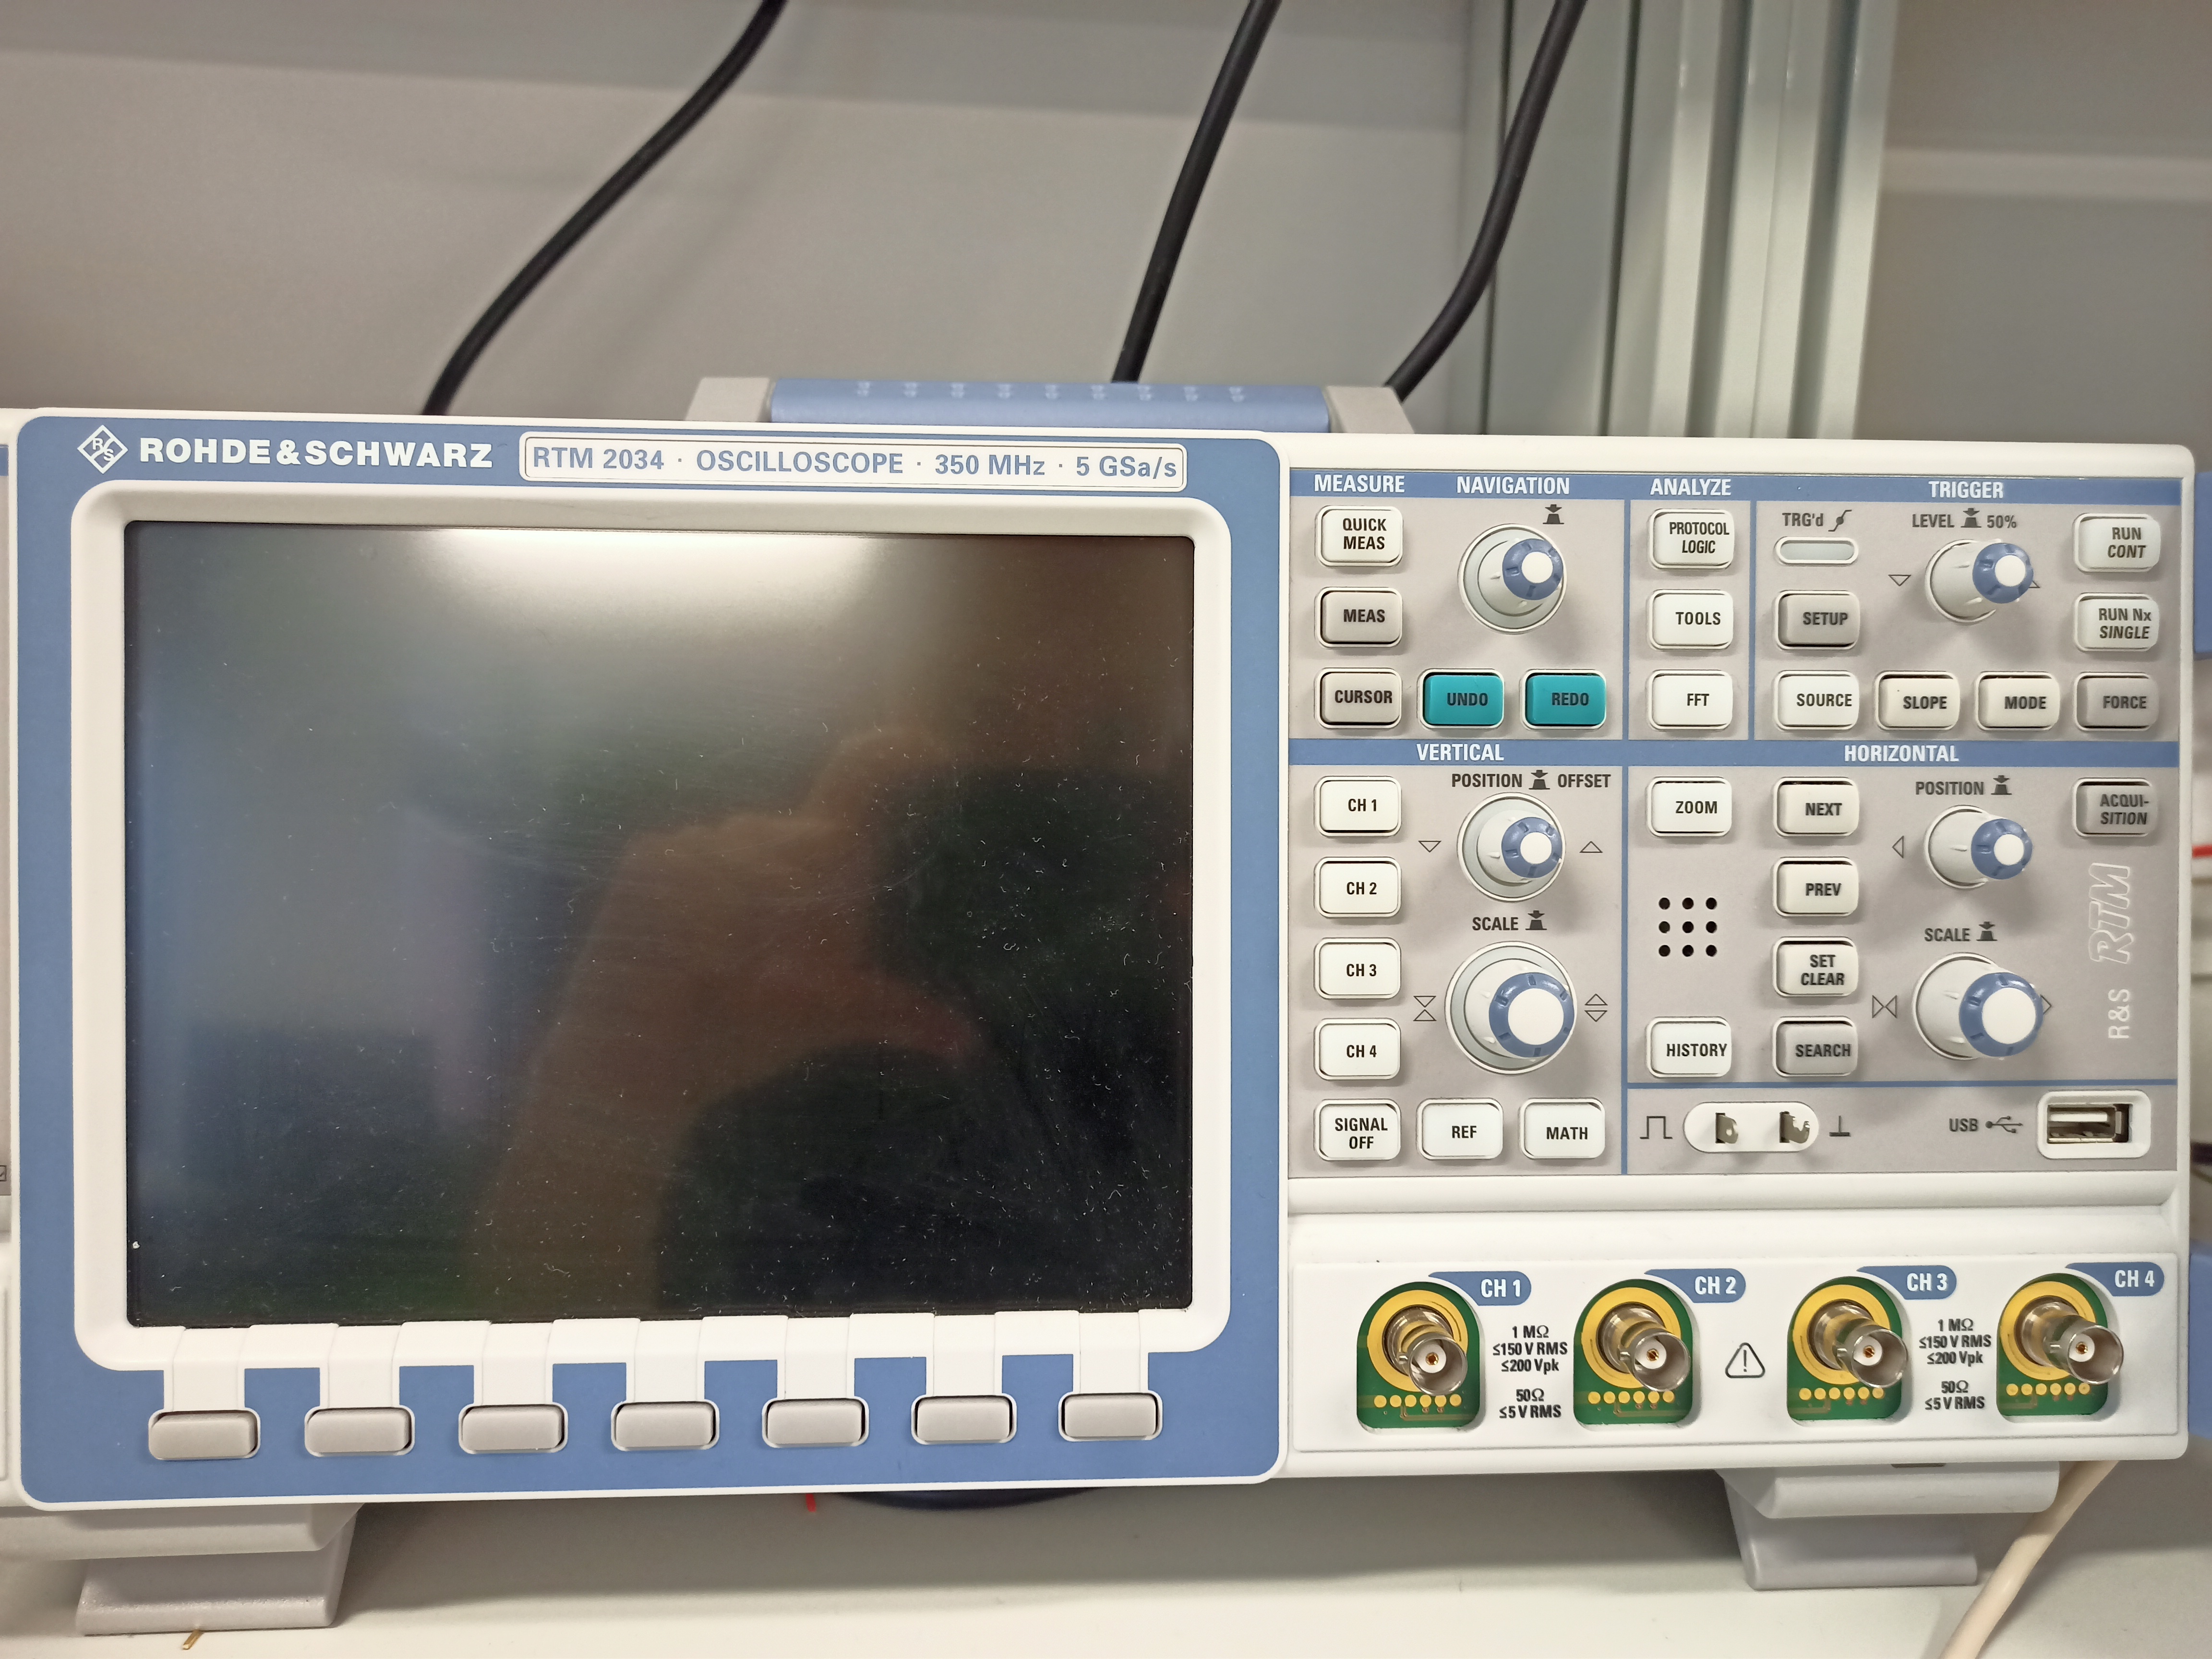 R S
ROHDE&SCHWARZ
RTM 2034 · OSCILLOSCOPE · 350 MHz · 5 GSa/s
MEASURE
NAVIGATION
ANALYZE
TRIGGER
QUICK
MEAS
PROTOCOL
LOGIC
TRG'd
LEVEL 50%
RUN
CONT
MEAS
TOOLS
SETUP
RUN Nx
SINGLE
CURSOR
UNDO
REDO
FFT
SOURCE
SLOPE
MODE
FORCE
VERTICAL
HORIZONTAL
CH 1
POSITION OFFSET
ZOOM
NEXT
POSITION
ACQUI-
SITION
CH 2
PREV
SCALE
SCALE
CH 3
SET
CLEAR
R&S RTM
CH 4
HISTORY
SEARCH
SIGNAL
OFF
REF
MATH
USB
CH 1
CH 2
CH 3
CH 4
1 MΩ
≤150 V RMS
≤200 Vpk
50Ω
≤5 V RMS
1 MΩ
≤150 V RMS
≤200 Vpk
50Ω
≤5 V RMS